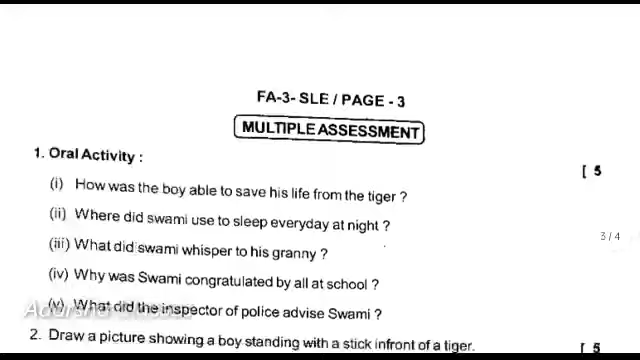 FA-3- SLE / PAGE - 3
MULTIPLE ASSESSMENT
1. Oral Activity :
[ 5
(i) How was the boy able to save his life from the tiger ?
(ii) Where did swami use to sleep everyday at night ?
(iii) What did swami whisper to his granny ?
3 / 4
(iv) Why was Swami congratulated by all at school ?
(v) What did the inspector of police advise Swami ?
2. Draw a picture showing a boy standing with a stick infront of a tiger.
[ 5